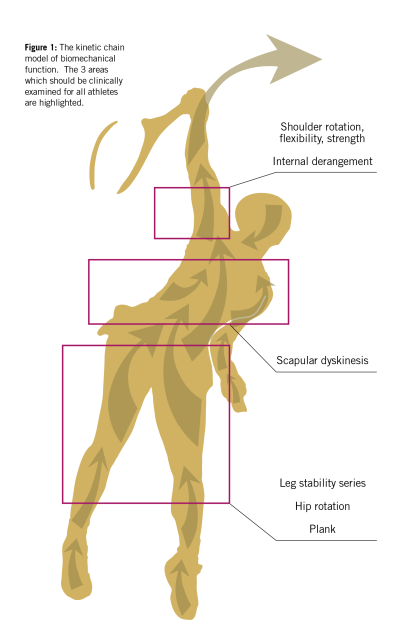 Figure 1: The kinetic chain
model of biomechanical
function. The 3 areas
which should be clinically
examined for all athletes
are highlighted.
Shoulder rotation,
flexibility, strength
Internal derangement
Scapular dyskinesis
Leg stability series
Hip rotation
Plank